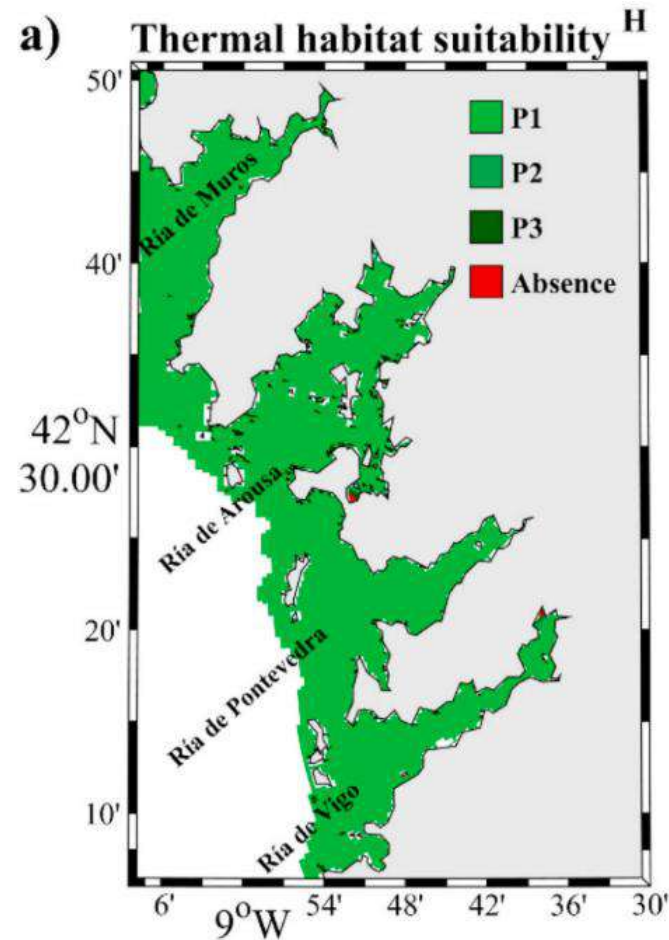 a) Thermal habitat suitability H
50'
P1
P2
Ría de Muros
P3
40'
Absence
42°N
30.00'
Ría de Arousa
20'
Ría de Pontevedra
10'
Ría de Vigo
6' 9°W 54' 48' 42' 36' 30'